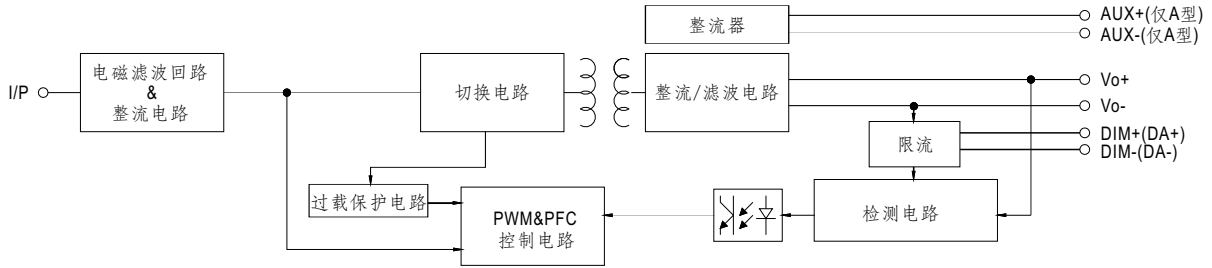 整流器
AUX+(仅A型)
AUX-(仅A型)
I/P
电磁滤波回路
&
整流电路
切换电路
整流/滤波电路
Vo+
Vo-
限流
DIM+(DA+)
DIM-(DA-)
过载保护电路
PWM&PFC
控制电路
检测电路